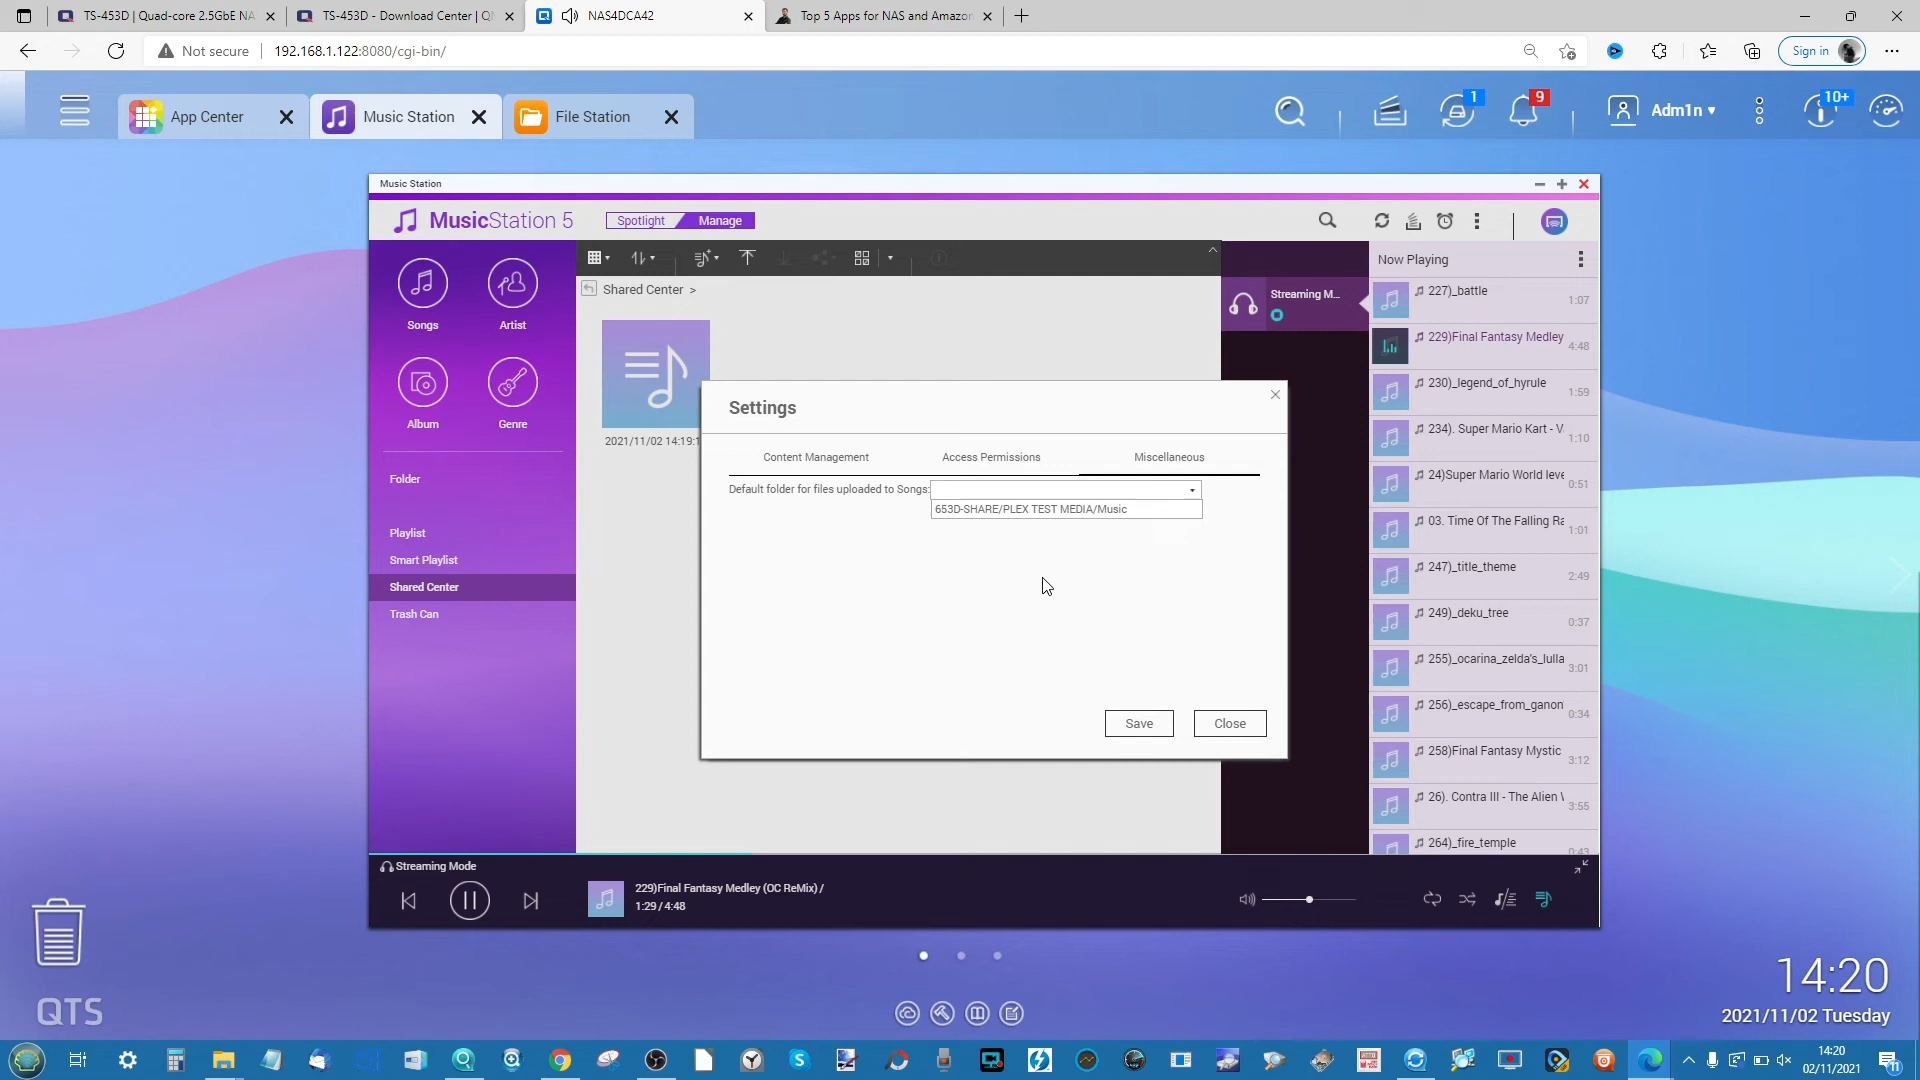 TS-453D | Quad-core 2.5GbE NA
TS-453D - Download Center | QN
NAS4DCA42
Top 5 Apps for NAS and Amazon
Not secure
192.168.1.122:8080/cgi-bin/
Sign in
App Center
Music Station
File Station
1
9
Adm1n
10+
Music Station
MusicStation 5
Spotlight
Manage
Songs
Artist
Album
Genre
Folder
Playlist
Smart Playlist
Shared Center
Trash Can
Shared Center >
2021/11/02 14:19:1
Streaming M...
Now Playing
227)_battle
1:07
229)Final Fantasy Medley
4:48
230)_legend_of_hyrule
1:59
234). Super Mario Kart - V
1:10
24)Super Mario World leve
0:51
03. Time Of The Falling Ra
1:01
247)_title_theme
2:49
249)_deku_tree
0:37
255)_ocarina_zelda's_lulla
3:01
256)_escape_from_ganon
0:34
258)Final Fantasy Mystic
3:12
26). Contra III - The Alien W
3:55
264)_fire_temple
0:43
Settings
Content Management
Access Permissions
Miscellaneous
Default folder for files uploaded to Songs:
653D-SHARE/PLEX TEST MEDIA/Music
Save
Close
Streaming Mode
229)Final Fantasy Medley (OC ReMix) /
1:29 / 4:48
QTS
14:20
2021/11/02 Tuesday
14:20
02/11/2021
11